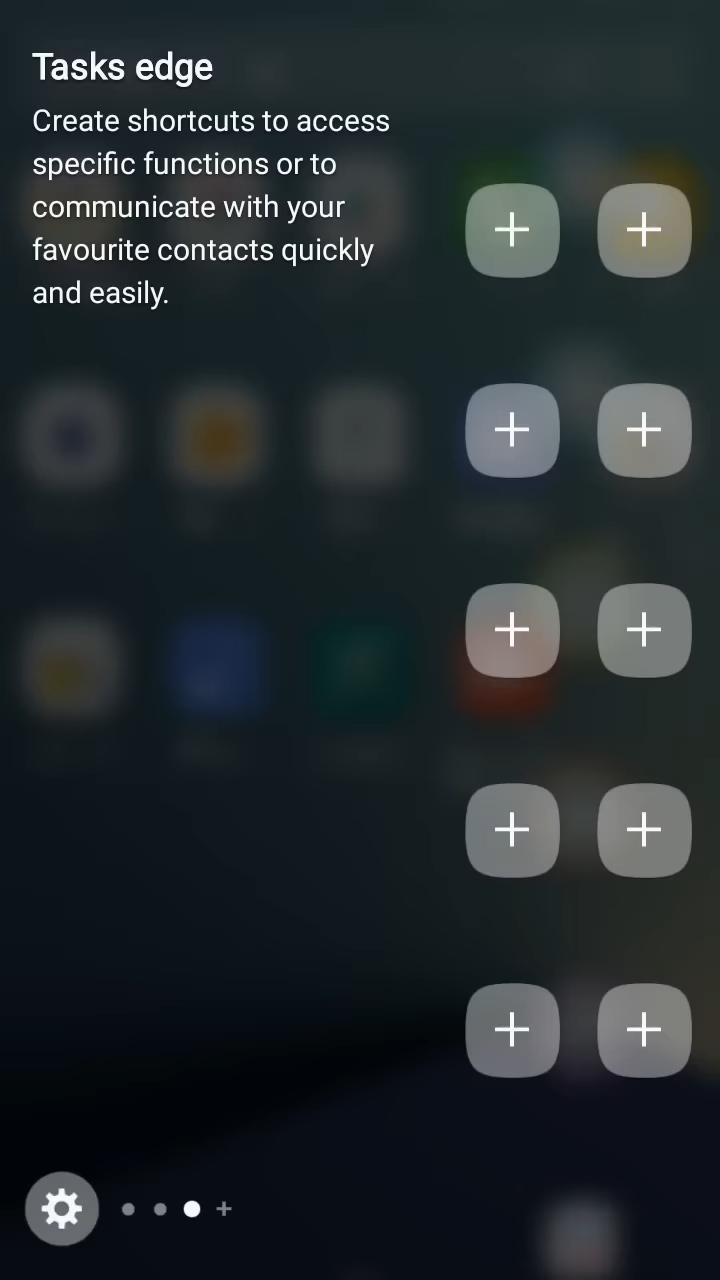 Tasks edge
Create shortcuts to access
specific functions or to
communicate with your
favourite contacts quickly
and easily.